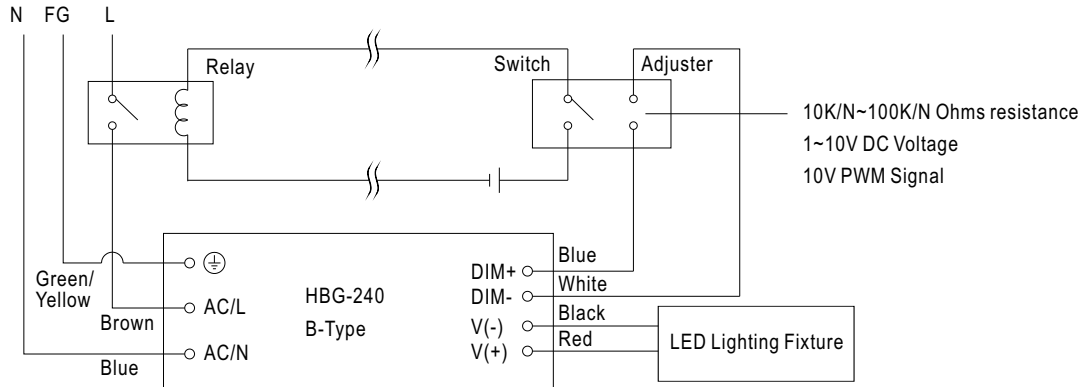 N FG L
Relay
Switch
Adjuster
10K/N~100K/N Ohms resistance
1~10V DC Voltage
10V PWM Signal
Green/
Yellow
Brown
Blue
AC/L
AC/N
HBG-240
B-Type
DIM+
DIM-
V(-)
V(+)
Blue
White
Black
Red
LED Lighting Fixture